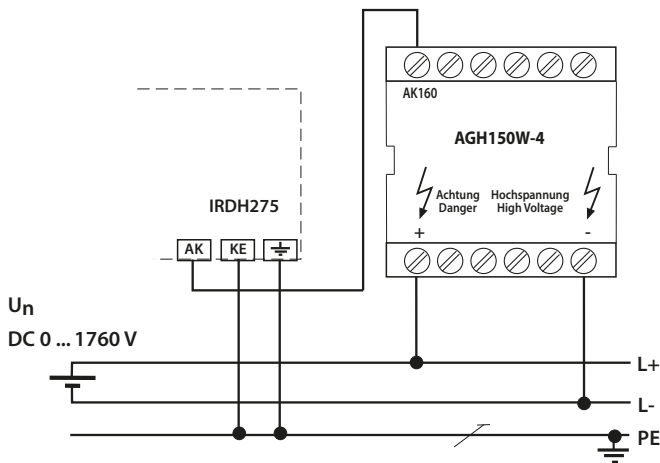 AK160
AGH150W-4
Achtung Hochspannung
Danger High Voltage
+ -
IRDH275
AK KE
Un
DC 0 ... 1760 V
L+
L-
PE